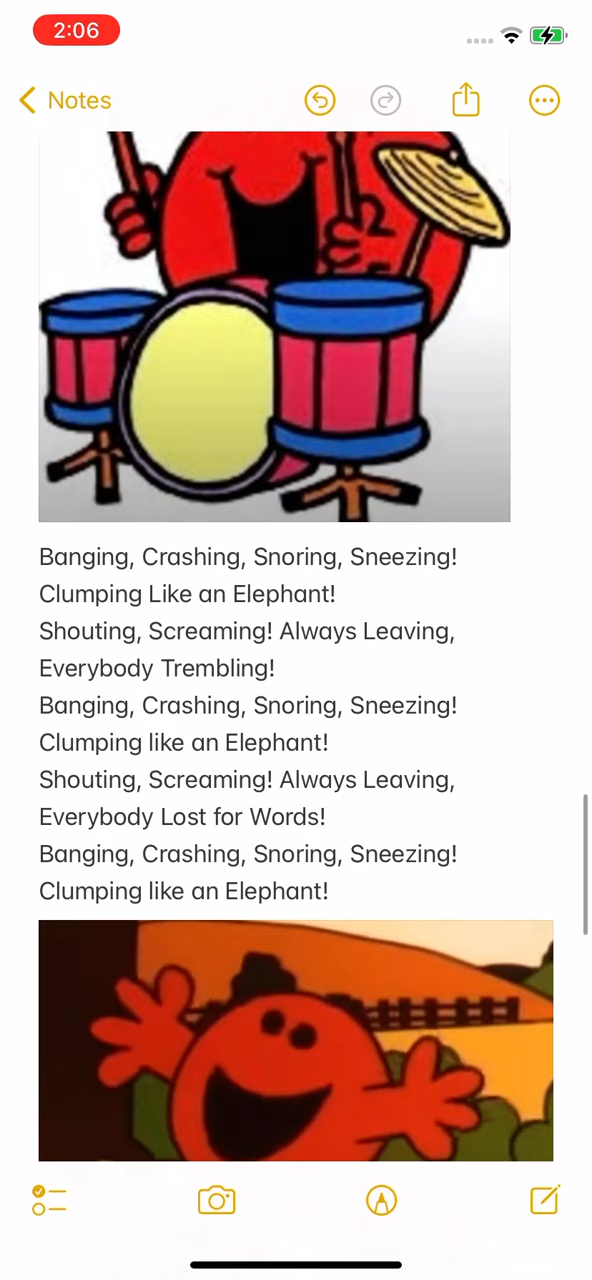 2:06
Notes
Banging, Crashing, Snoring, Sneezing!
Clumping Like an Elephant!
Shouting, Screaming! Always Leaving,
Everybody Trembling!
Banging, Crashing, Snoring, Sneezing!
Clumping like an Elephant!
Shouting, Screaming! Always Leaving,
Everybody Lost for Words!
Banging, Crashing, Snoring, Sneezing!
Clumping like an Elephant!